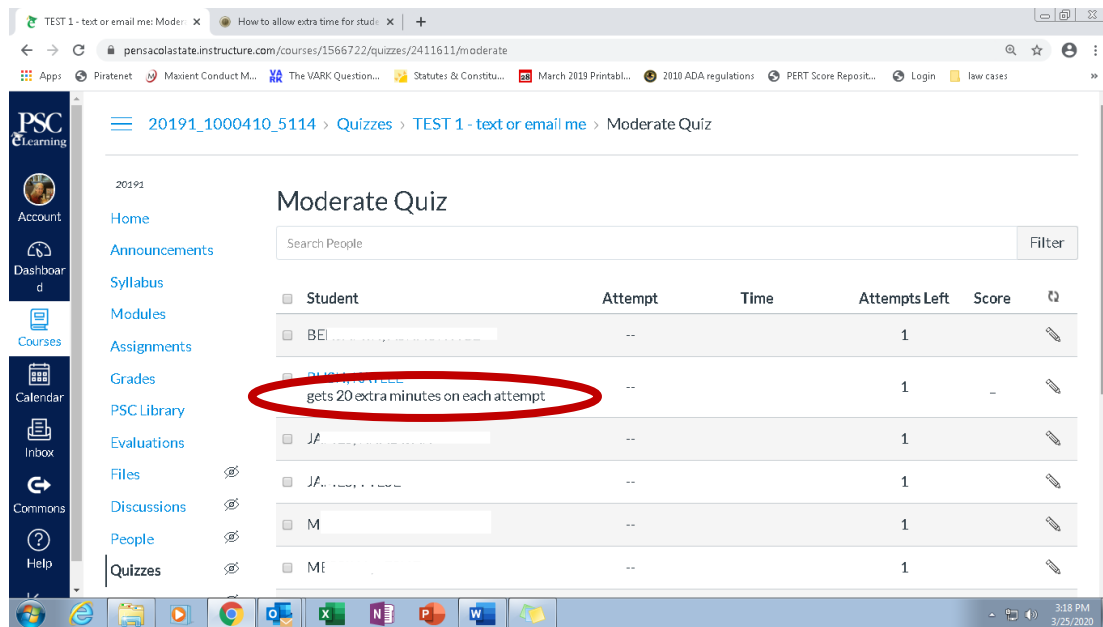 TEST 1 - text or email me: Moder
How to allow extra time for stude
pensacolastate.instructure.com/courses/1566722/quizzes/2411611/moderate
Apps Piratenet Maxient Conduct M... The VARK Question... Statutes & Constitu... March 2019 Printabl... 2010 ADA regulations PERT Score Reposit... Login law cases
PSC
eLearning
Account
Dashboar
d
Courses
Calendar
Inbox
Commons
Help
20191_1000410_5114 > Quizzes > TEST 1 - text or email me > Moderate Quiz
20191
Home
Announcements
Syllabus
Modules
Assignments
Grades
PSC Library
Evaluations
Files
Discussions
People
Quizzes
Moderate Quiz
Search People
Filter
Student Attempt Time Attempts Left Score
BE -- 1
gets 20 extra minutes on each attempt -- 1 _
JA -- 1
JA -- 1
M -- 1
ME -- 1
3:18 PM
3/25/2020